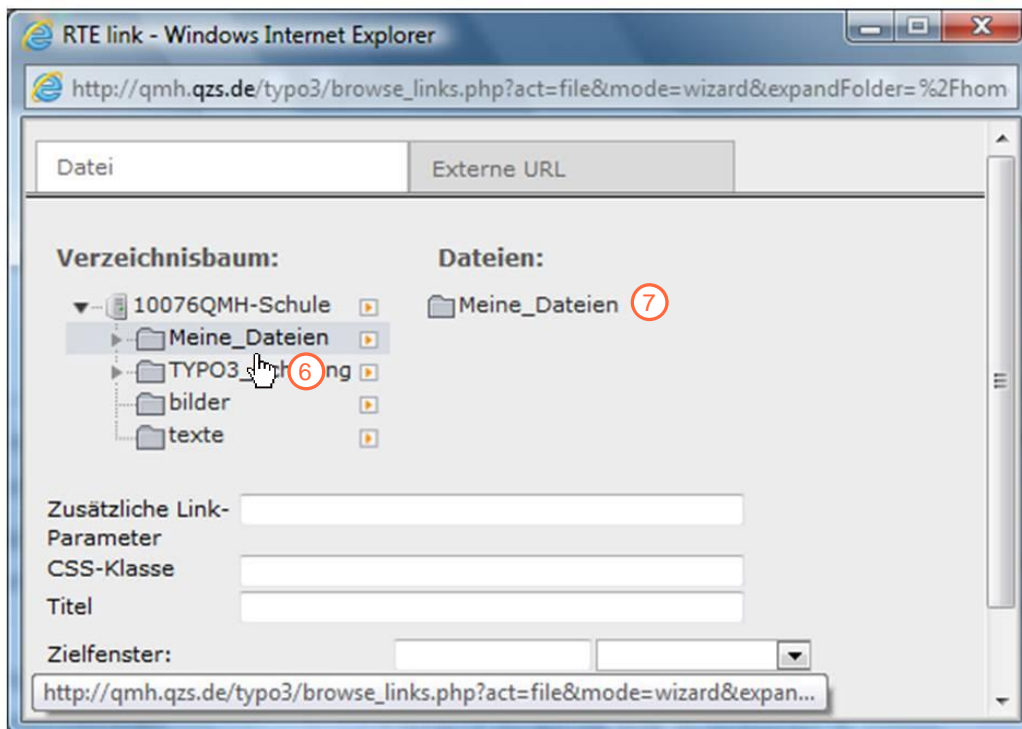 RTE link - Windows Internet Explorer
http://qmh.qzs.de/typo3/browse_links.php?act=file&mode=wizard&expandFolder=%2Fhom
Datei
Externe URL
Verzeichnisbaum:
Dateien:
10076QMH-Schule
Meine_Dateien 7
Meine_Dateien
TYPO3_ch 6 ng
bilder
texte
Zusätzliche Link-
Parameter
CSS-Klasse
Titel
Zielfenster:
http://qmh.qzs.de/typo3/browse_links.php?act=file&mode=wizard&expan...